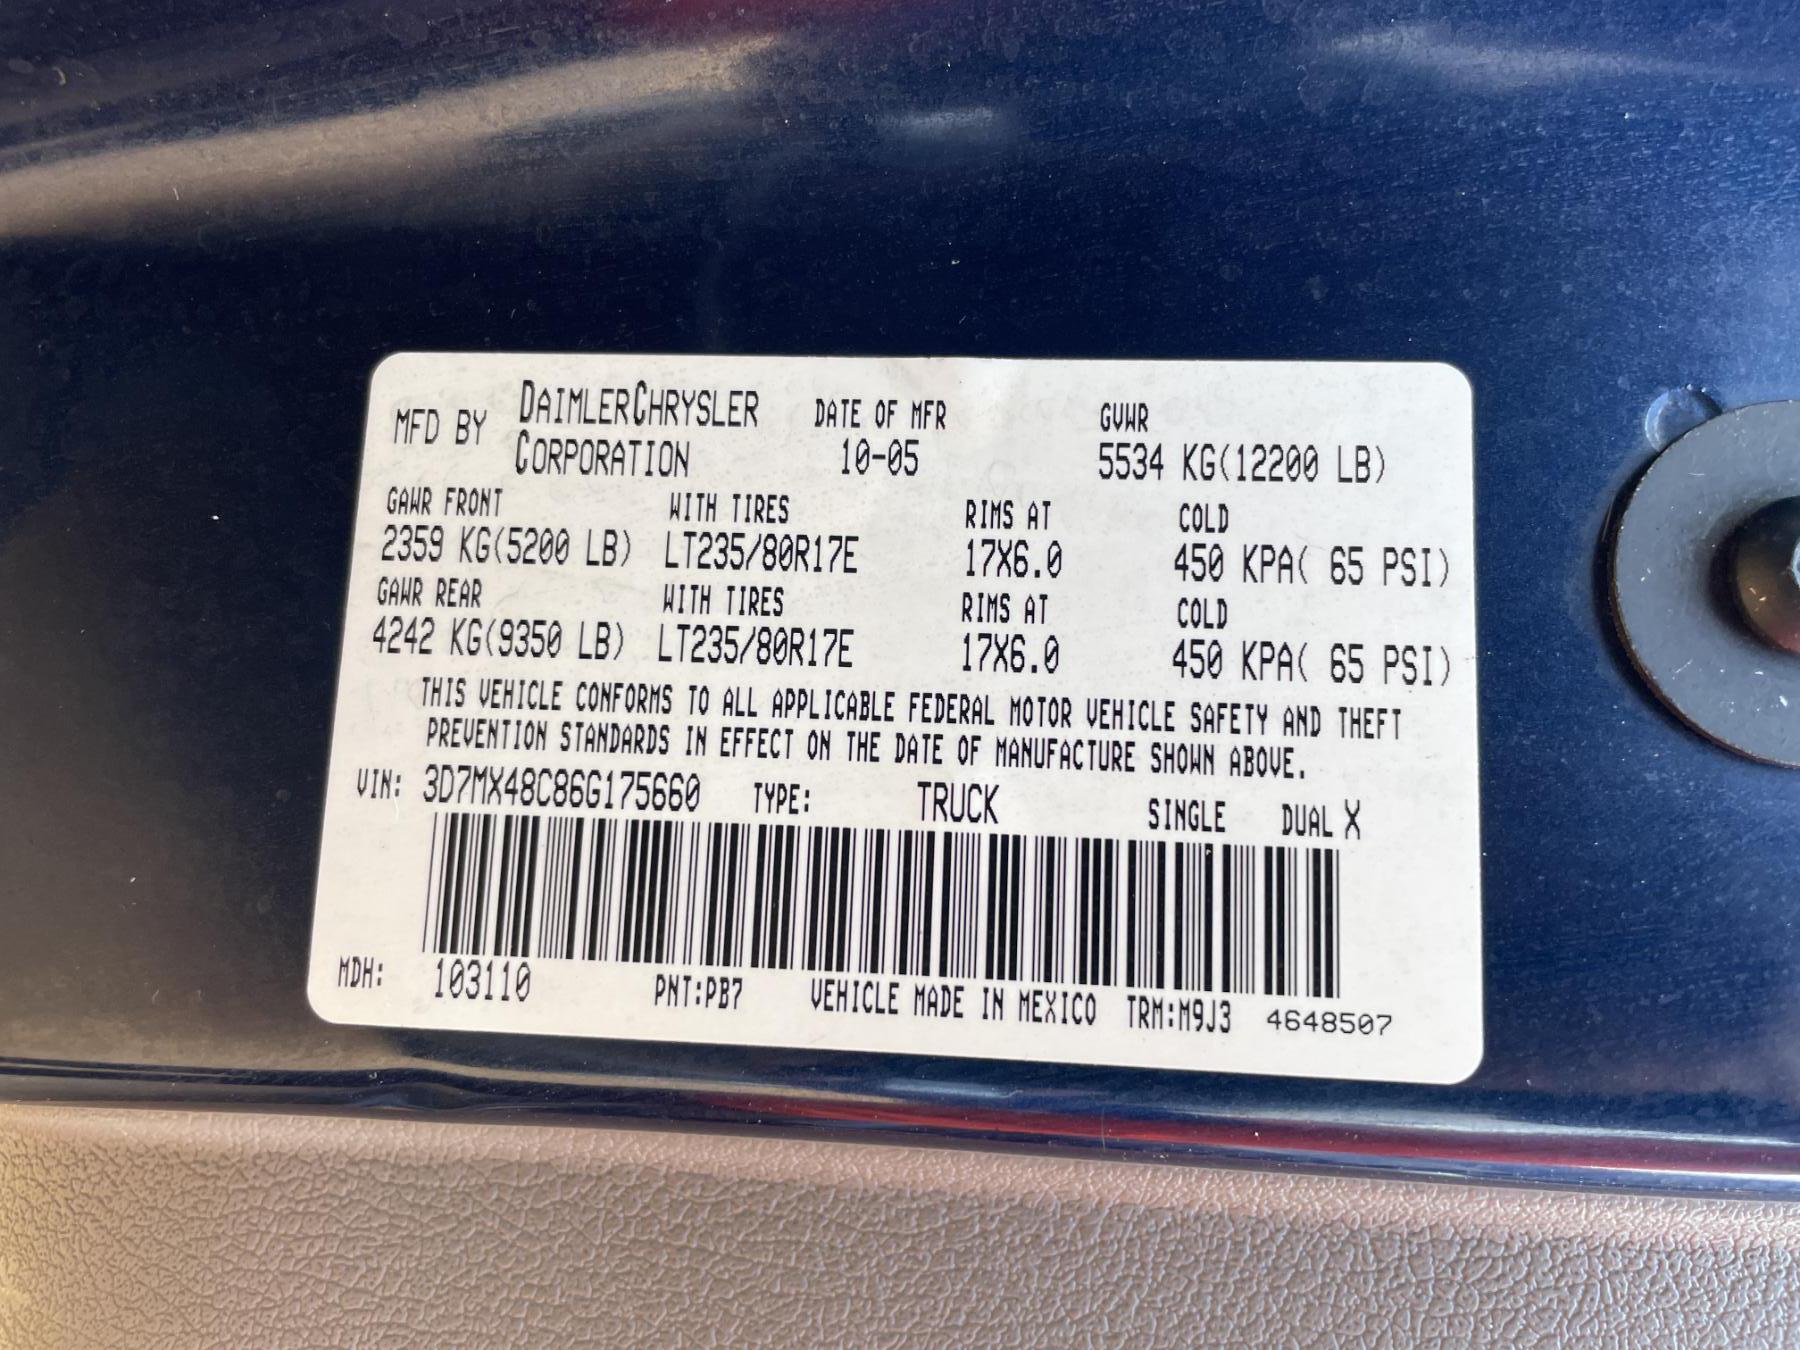 MFD BY DAIMLERCHRYSLER CORPORATION DATE OF MFR 10-05 GVWR 5534 KG(12200 LB)
GAWR FRONT WITH TIRES RIMS AT COLD
2359 KG(5200 LB) LT235/80R17E 17X6.0 450 KPA( 65 PSI)
GAWR REAR WITH TIRES RIMS AT COLD
4242 KG(9350 LB) LT235/80R17E 17X6.0 450 KPA( 65 PSI)
THIS VEHICLE CONFORMS TO ALL APPLICABLE FEDERAL MOTOR VEHICLE SAFETY AND THEFT
PREVENTION STANDARDS IN EFFECT ON THE DATE OF MANUFACTURE SHOWN ABOVE.
VIN: 3D7MX48C86G175660 TYPE: TRUCK SINGLE DUAL X
MDH: 103110 PNT:PB7 VEHICLE MADE IN MEXICO TRM:M9J3 4648507